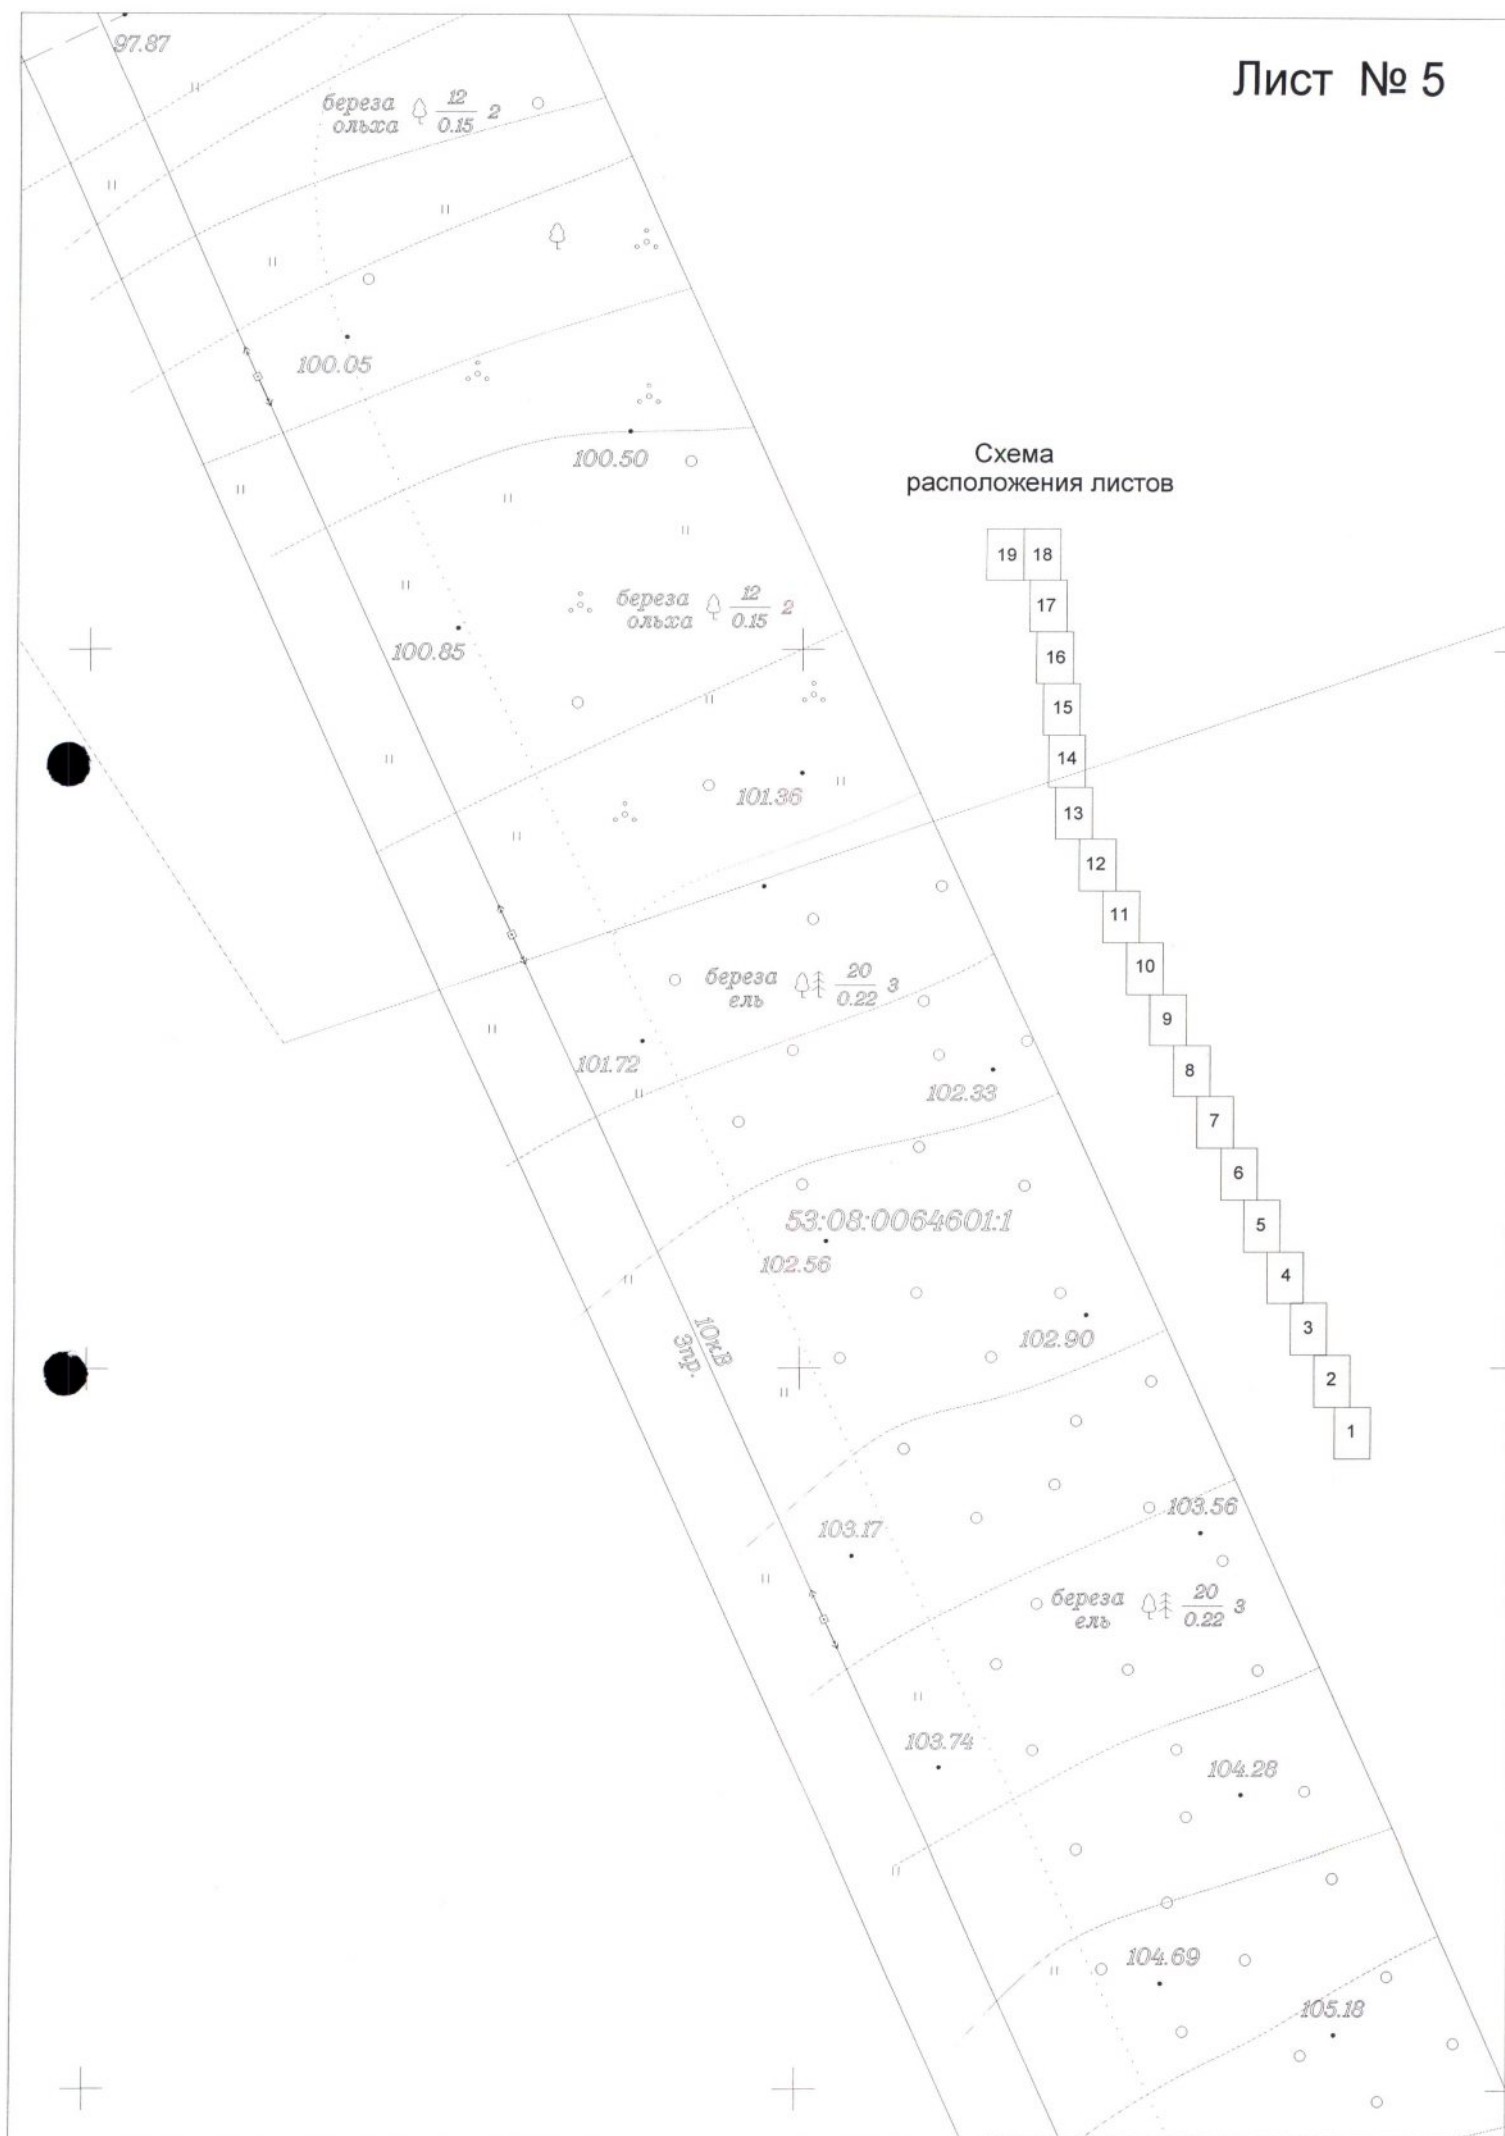 97.87
Лист № 5
береза 12
ольха 0.15 2
100.05
100.50
Схема
расположения листов
19 18
17
16
15
14
13
12
11
10
9
8
7
6
5
4
3
2
1
береза 12
ольха 0.15 2
100.85
101.36
береза 20
ель 0.22 3
101.72
102.33
53:08:0064601:1
102.56
102.90
10кВ
3пр.
103.17
103.56
береза 20
ель 0.22 3
103.74
104.28
104.69
105.18